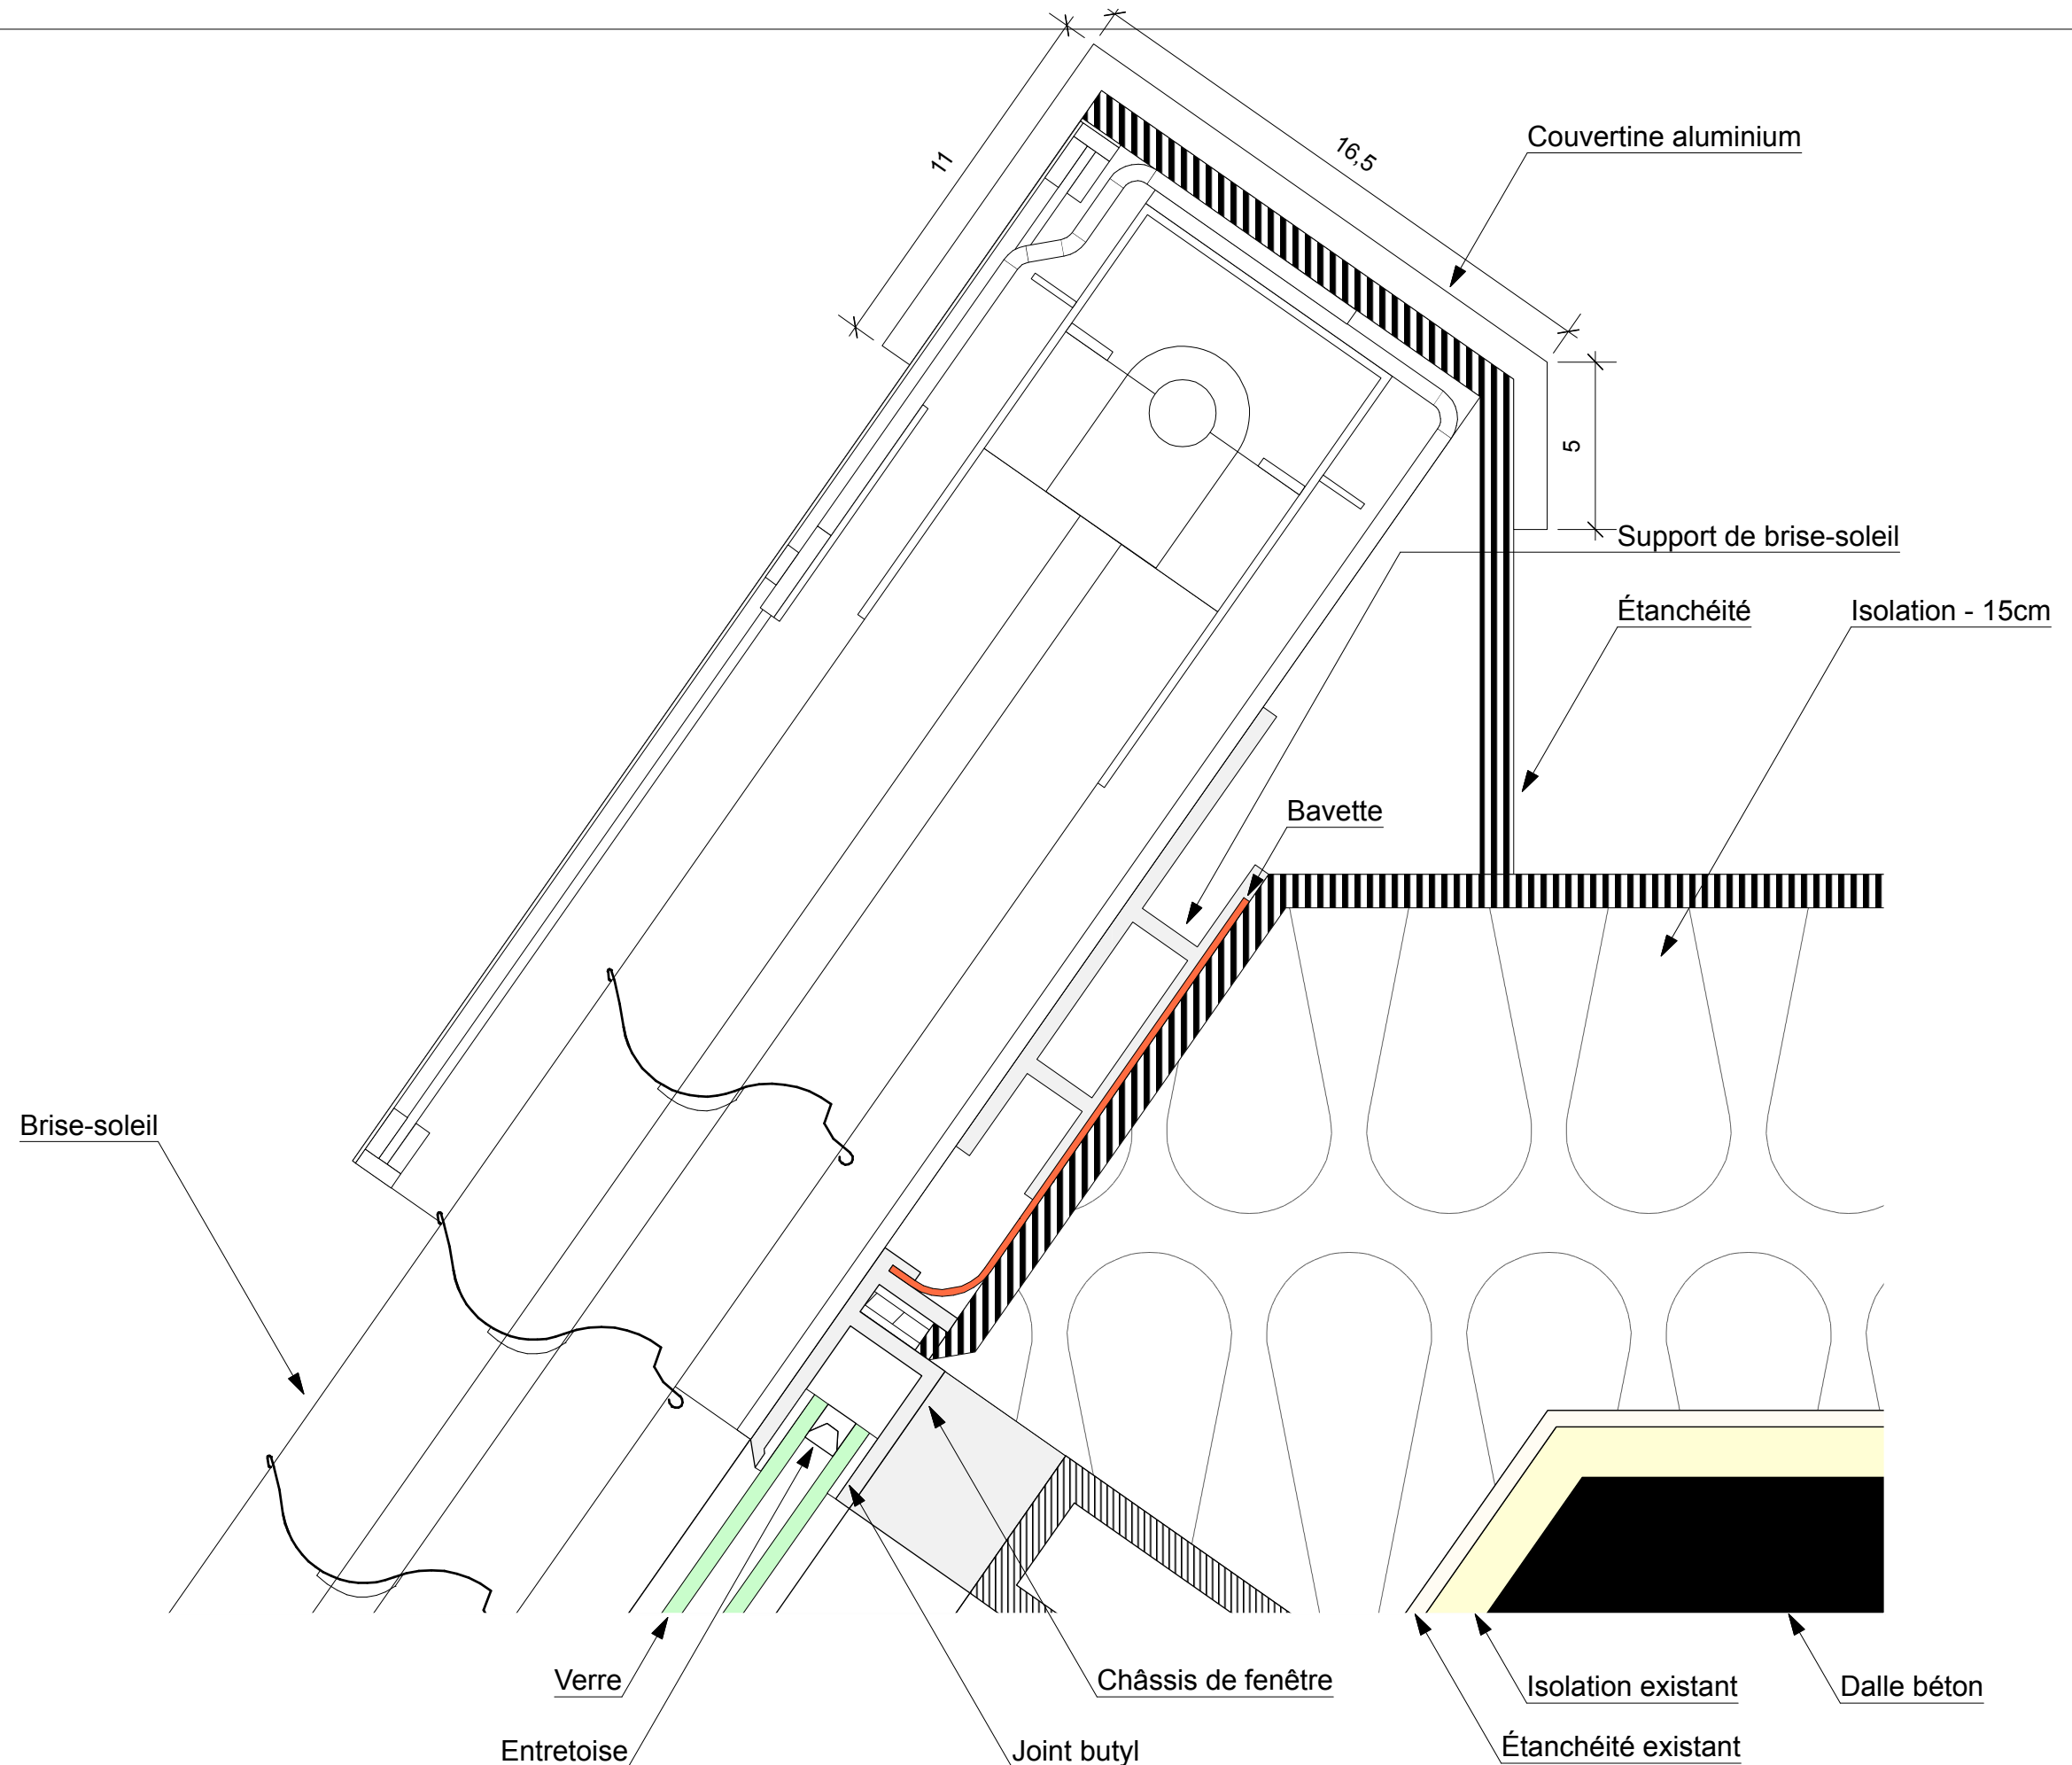 11
16,5
Couvertine aluminium
5
Support de brise-soleil
Étanchéité
Isolation - 15cm
Bavette
Brise-soleil
Verre
Châssis de fenêtre
Isolation existant
Dalle béton
Entretoise
Joint butyl
Étanchéité existant